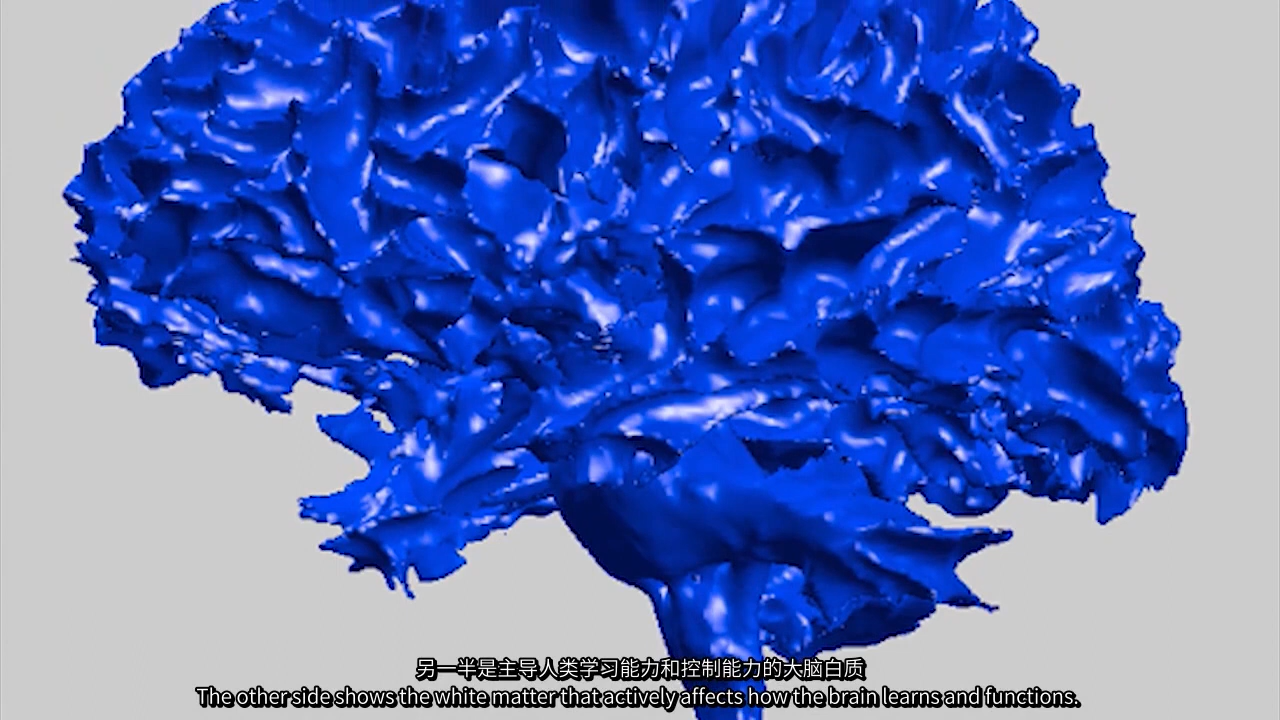 另一半是主导人类学习能力和控制能力的大脑白质
The other side shows the white matter that actively affects how the brain learns and functions.